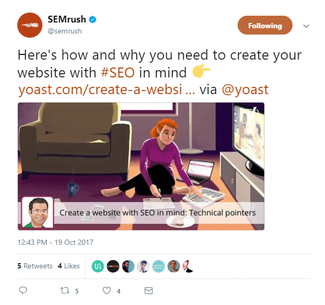 SEMrush
@semrush
Following
Here's how and why you need to create your
website with #SEO in mind 👉
yoast.com/create-a-websi ... via @yoast
Create a website with SEO in mind: Technical pointers
12:43 PM - 19 Oct 2017
5 Retweets 4 Likes
5 4